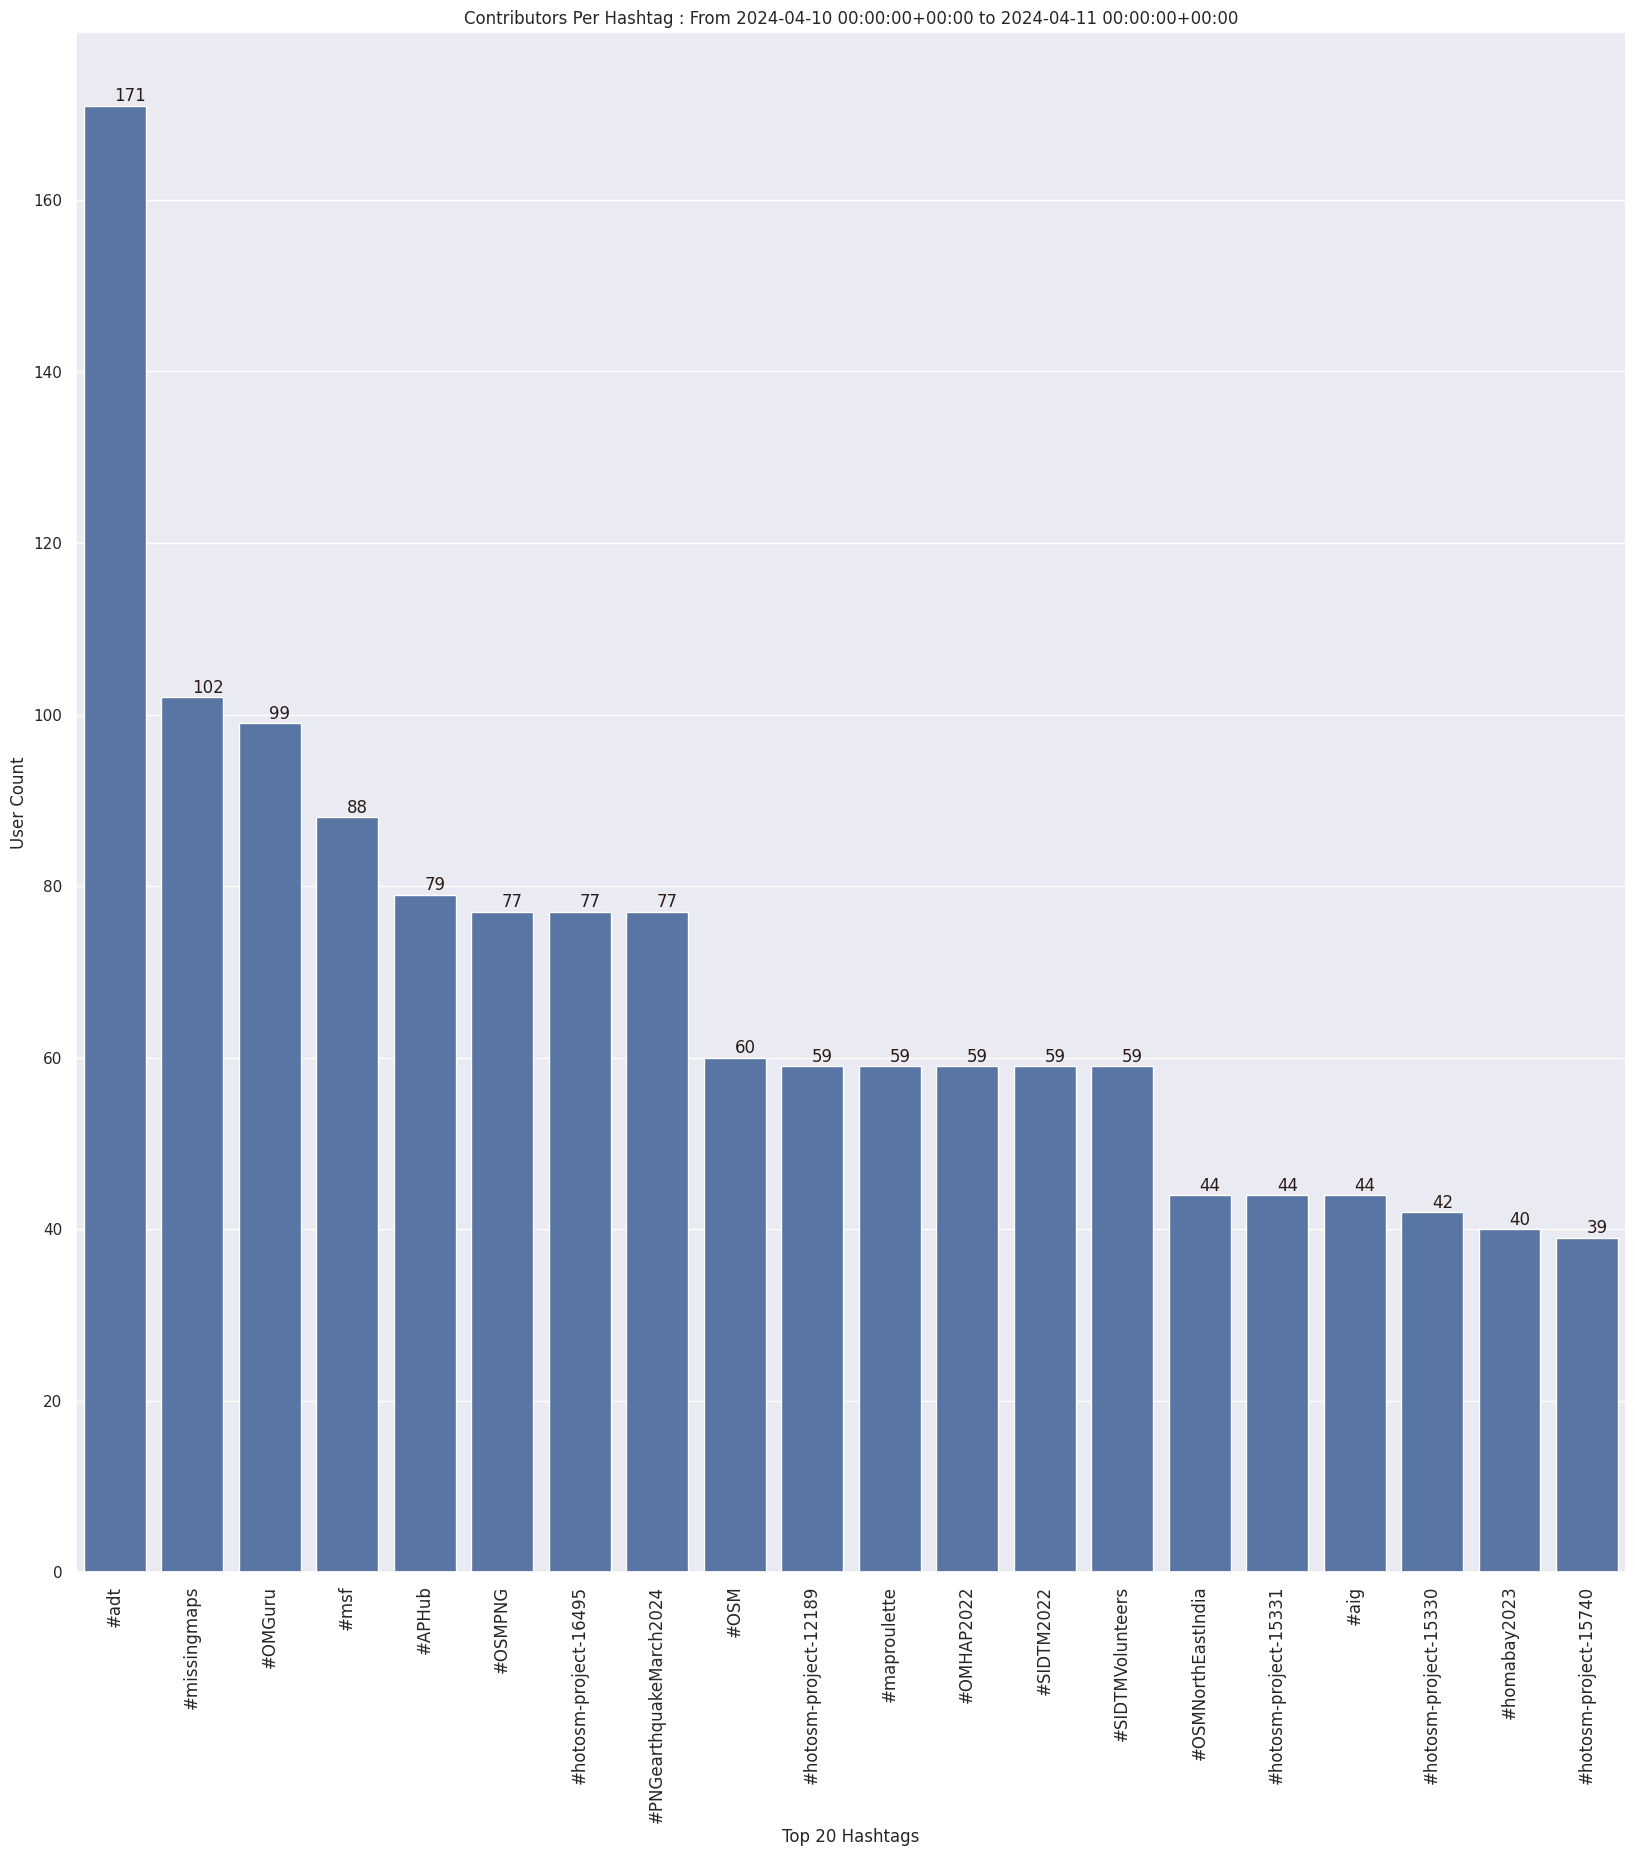 Contributors Per Hashtag : From 2024-04-10 00:00:00+00:00 to 2024-04-11 00:00:00+00:00
171
160
140
120
102
100
99
88
80
79
77
77
77
60
60
59
59
59
59
59
44
44
44
42
40
40
39
20
0
User Count
#adt
#missingmaps
#OMGuru
#msf
#APHub
#OSMPNG
#hotosm-project-16495
#PNGearthquakeMarch2024
#OSM
#hotosm-project-12189
#maproulette
#OMHAP2022
#SIDTM2022
#SIDTMVolunteers
#OSMNorthEastIndia
#hotosm-project-15331
#aig
#hotosm-project-15330
#homabay2023
#hotosm-project-15740
Top 20 Hashtags